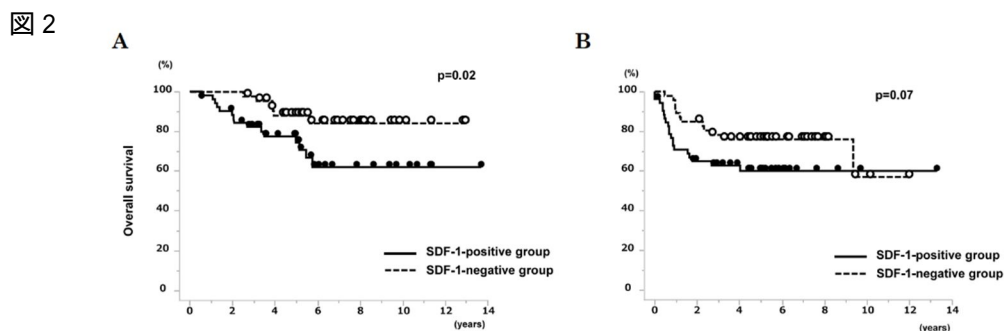 図 2
A
(%)
p=0.02
100
80
60
40
20
0
Overall survival
SDF-1-positive group
SDF-1-negative group
0 2 4 6 8 10 12 14
(years)
B
(%)
p=0.07
100
80
60
40
20
0
SDF-1-positive group
SDF-1-negative group
0 2 4 6 8 10 12 14
(years)